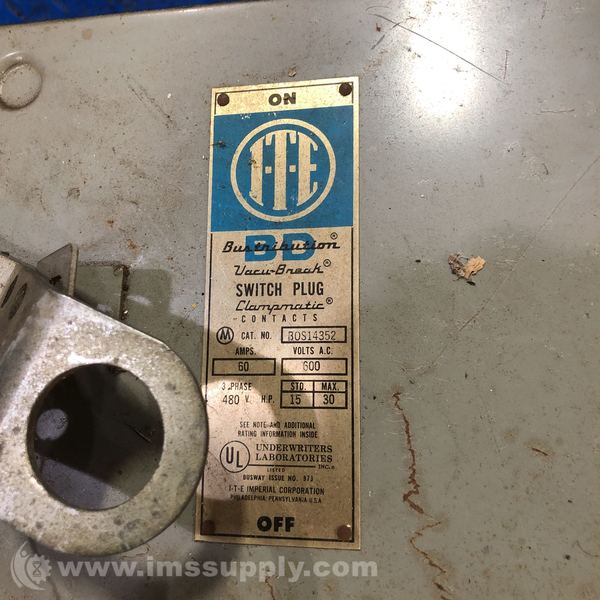 ON
I-T-E
BD
Bustribution®
Vacu-Break®
SWITCH PLUG
Clampmatic®
-CONTACTS-
M CAT. NO. BOS14352
AMPS. VOLTS A.C.
60 600
3 PHASE STD. MAX.
480 V. H.P. 15 30
SEE NOTE AND ADDITIONAL
RATING INFORMATION INSIDE
UL UNDERWRITERS
LABORATORIES
INC.®
LISTED
BUSWAY ISSUE NO. 973
I-T-E IMPERIAL CORPORATION
PHILADELPHIA, PENNSYLVANIA U.S.A.
OFF
www.imssupply.com®